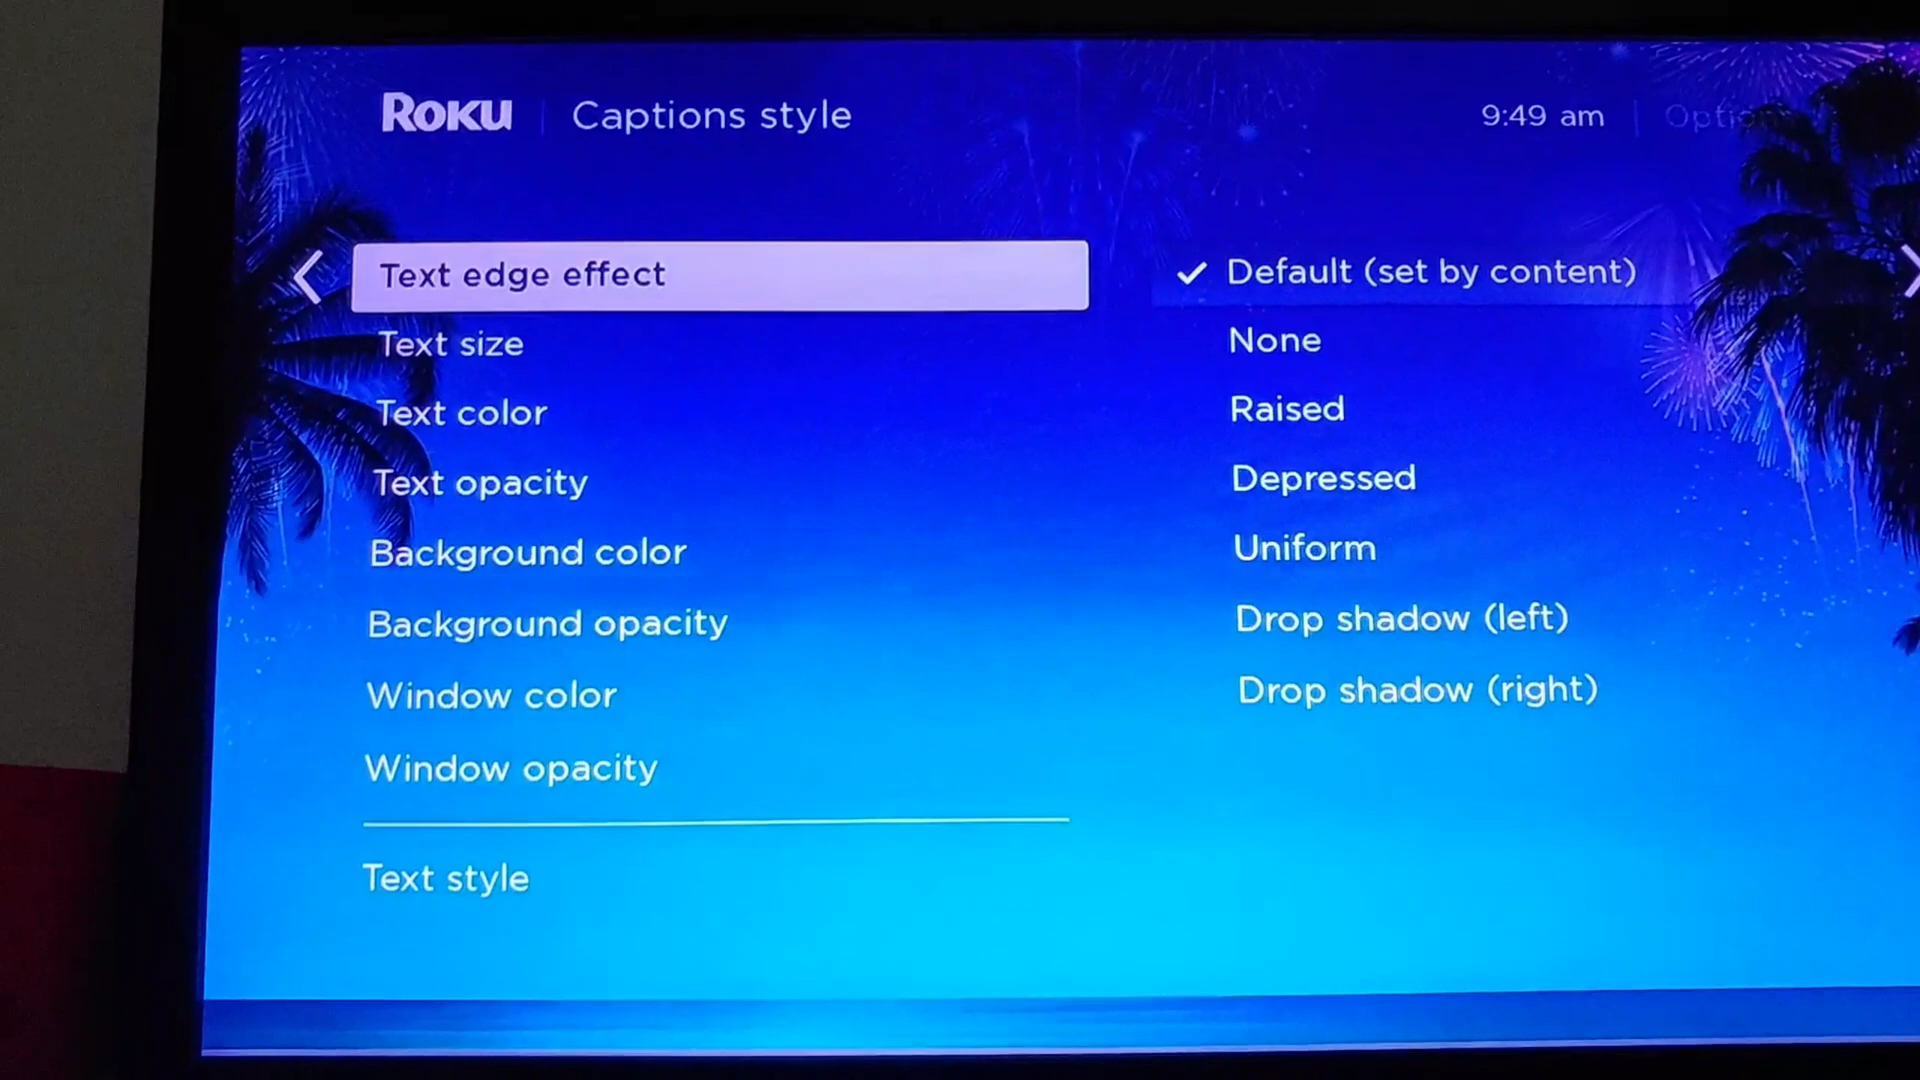 Roku | Captions style
9:49 am | Options
Text edge effect
Text size
Text color
Text opacity
Background color
Background opacity
Window color
Window opacity
Text style
Default (set by content)
None
Raised
Depressed
Uniform
Drop shadow (left)
Drop shadow (right)